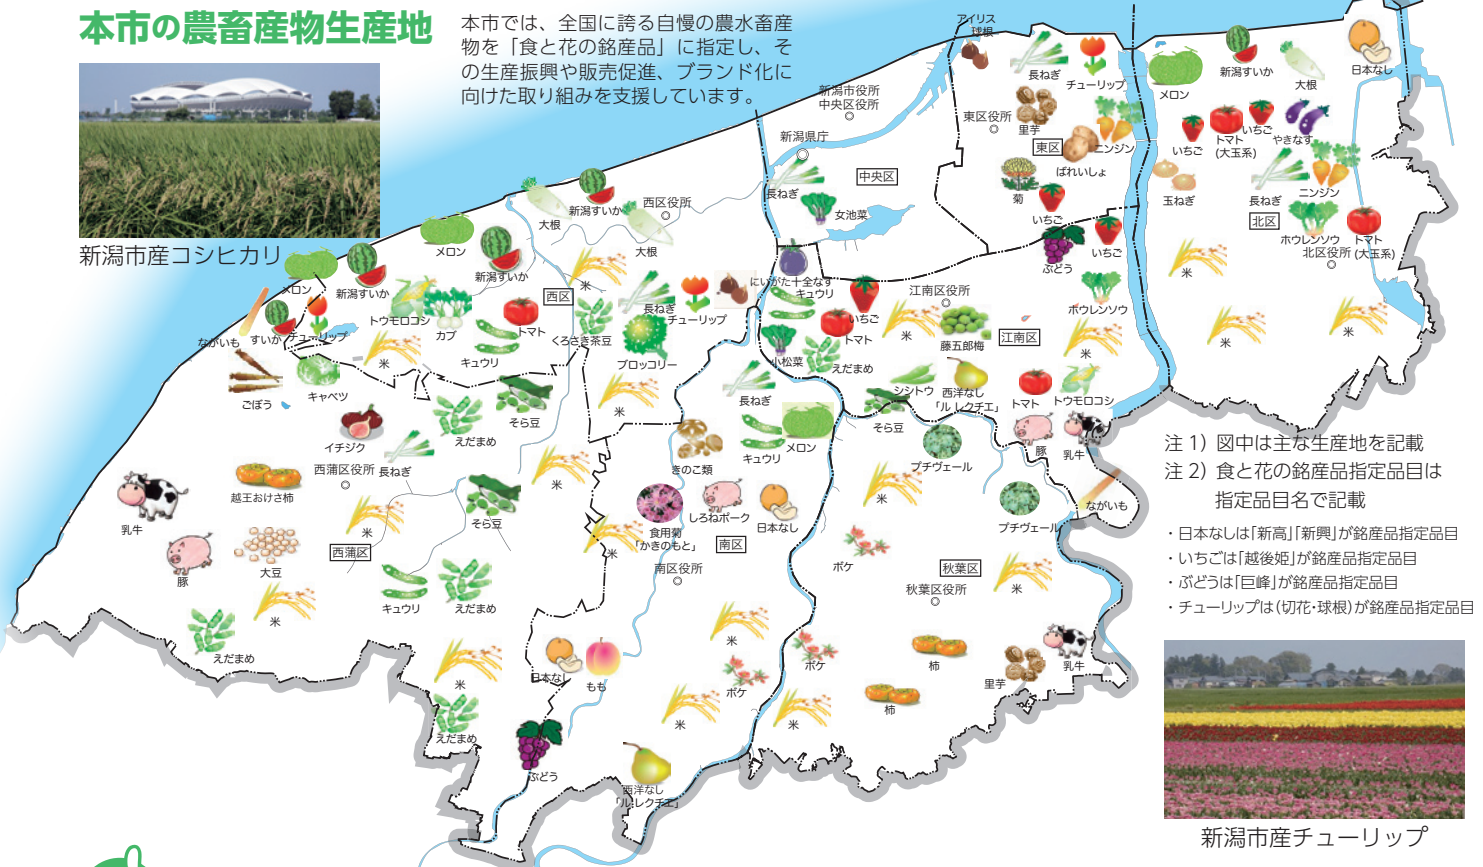 本市の農畜産物生産地
本市では、全国に誇る自慢の農水畜産
物を「食と花の銘産品」に指定し、そ
の生産振興や販売促進、ブランド化に
向けた取り組みを支援しています。
新潟市産コシヒカリ
アイリス
球根
長ねぎ
チューリップ
メロン
新潟すいか
大根
日本なし
新潟市役所
中央区役所
新潟県庁
東区役所
里芋
東区
ニンジン
ばれいしょ
いちご
トマト
(大玉系)
いちご
やきなす
長ねぎ
中央区
女池菜
菊
いちご
玉ねぎ
長ねぎ
ニンジン
北区
ホウレンソウ
トマト
(大玉系)
北区役所
大根
新潟すいか
西区役所
大根
メロン
新潟すいか
メロン
新潟すいか
米
西区
ぶどう
いちご
米
にいがた十全なす
キュウリ
江南区役所
ホウレンソウ
トウモロコシ
カブ
トマト
キュウリ
くろさき茶豆
長ねぎ
チューリップ
ブロッコリー
いちご
トマト
米
藤五郎梅
江南区
米
米
米
ながいも
すいか
チューリップ
米
小松菜
えだまめ
ごぼう
キャベツ
そら豆
米
長ねぎ
シシトウ
西洋なし
「ル レクチエ」
トマト
トウモロコシ
イチジク
えだまめ
長ねぎ
キュウリ
メロン
そら豆
豚
乳牛
西蒲区役所
越王おけさ柿
きのこ類
プチヴェール
米
米
注 1）図中は主な生産地を記載
注 2）食と花の銘産品指定品目は
指定品目名で記載
・日本なしは「新高」「新興」が銘産品指定品目
・いちごは「越後姫」が銘産品指定品目
・ぶどうは「巨峰」が銘産品指定品目
・チューリップは（切花・球根）が銘産品指定品目
乳牛
米
そら豆
しろねポーク
日本なし
食用菊
「かきのもと」
プチヴェール
ながいも
豚
大豆
西蒲区
米
南区
南区役所
ボケ
秋葉区
秋葉区役所
米
キュウリ
えだまめ
米
えだまめ
米
ボケ
柿
里芋
乳牛
米
日本なし
もも
ボケ
柿
米
米
えだまめ
ぶどう
西洋なし
「ル レクチエ」
新潟市産チューリップ